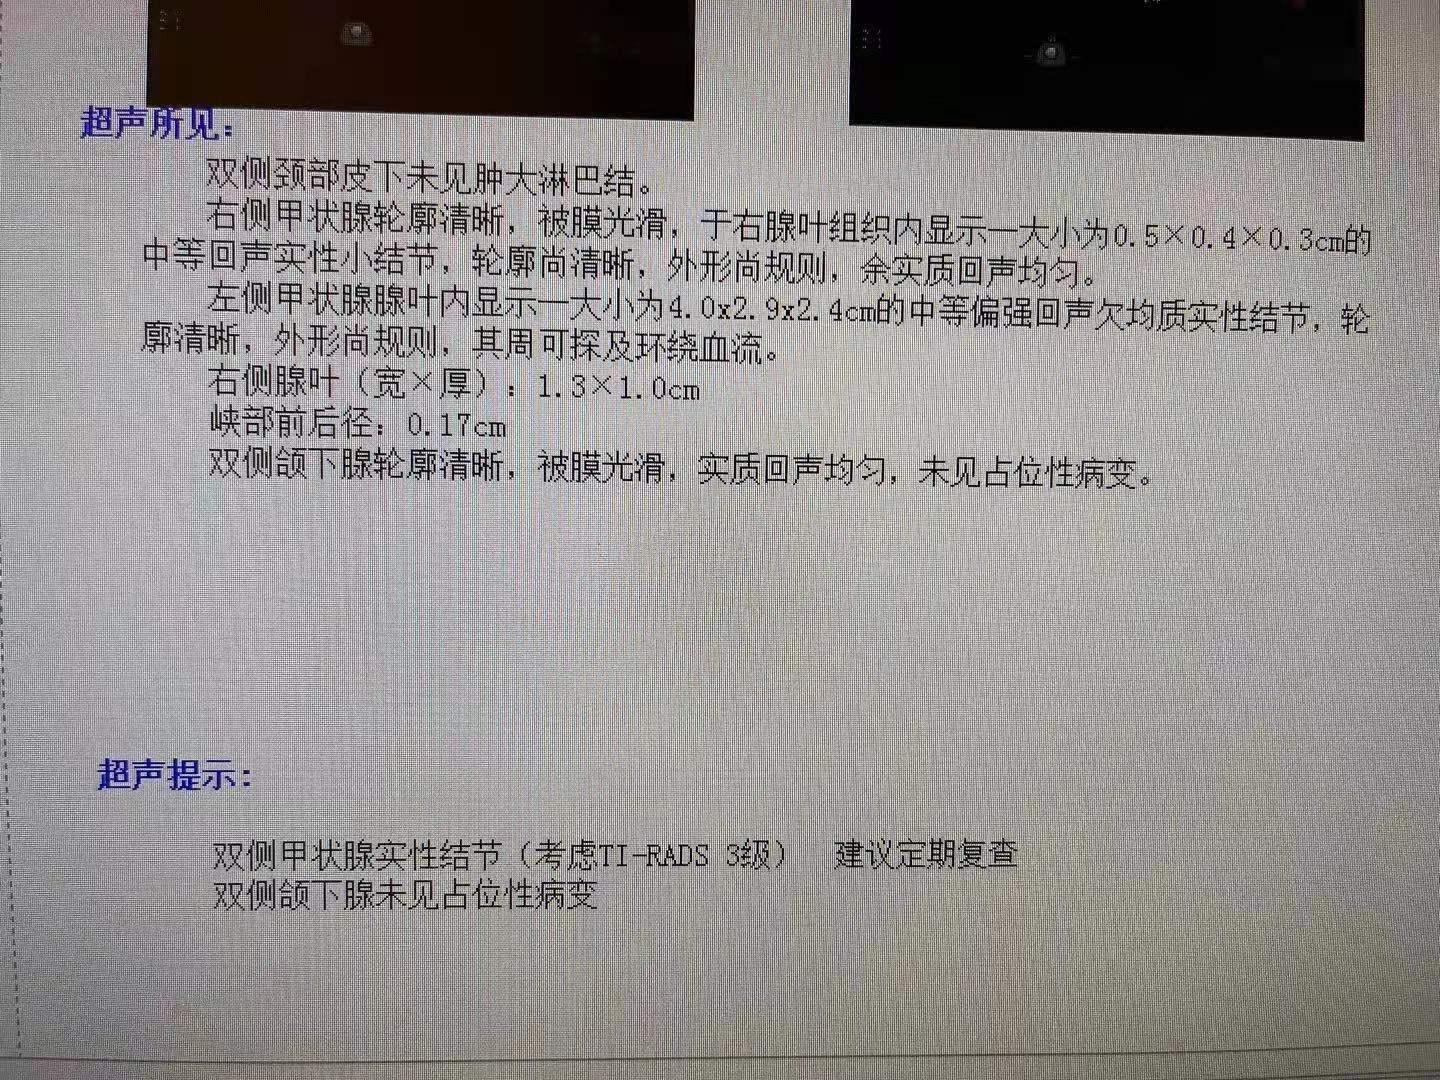 超声所见：
双侧颈部皮下未见肿大淋巴结。
右侧甲状腺轮廓清晰，被膜光滑，于右腺叶组织内显示一大小为0.5×0.4×0.3cm的
中等回声实性小结节，轮廓尚清晰，外形尚规则，余实质回声均匀。
左侧甲状腺腺叶内显示一大小为4.0x2.9x2.4cm的中等偏强回声欠均质实性结节，轮
廓清晰，外形尚规则，其周可探及环绕血流。
右侧腺叶（宽×厚）：1.3×1.0cm
峡部前后径：0.17cm
双侧颌下腺轮廓清晰，被膜光滑，实质回声均匀，未见占位性病变。
超声提示：
双侧甲状腺实性结节（考虑TI-RADS 3级） 建议定期复查
双侧颌下腺未见占位性病变